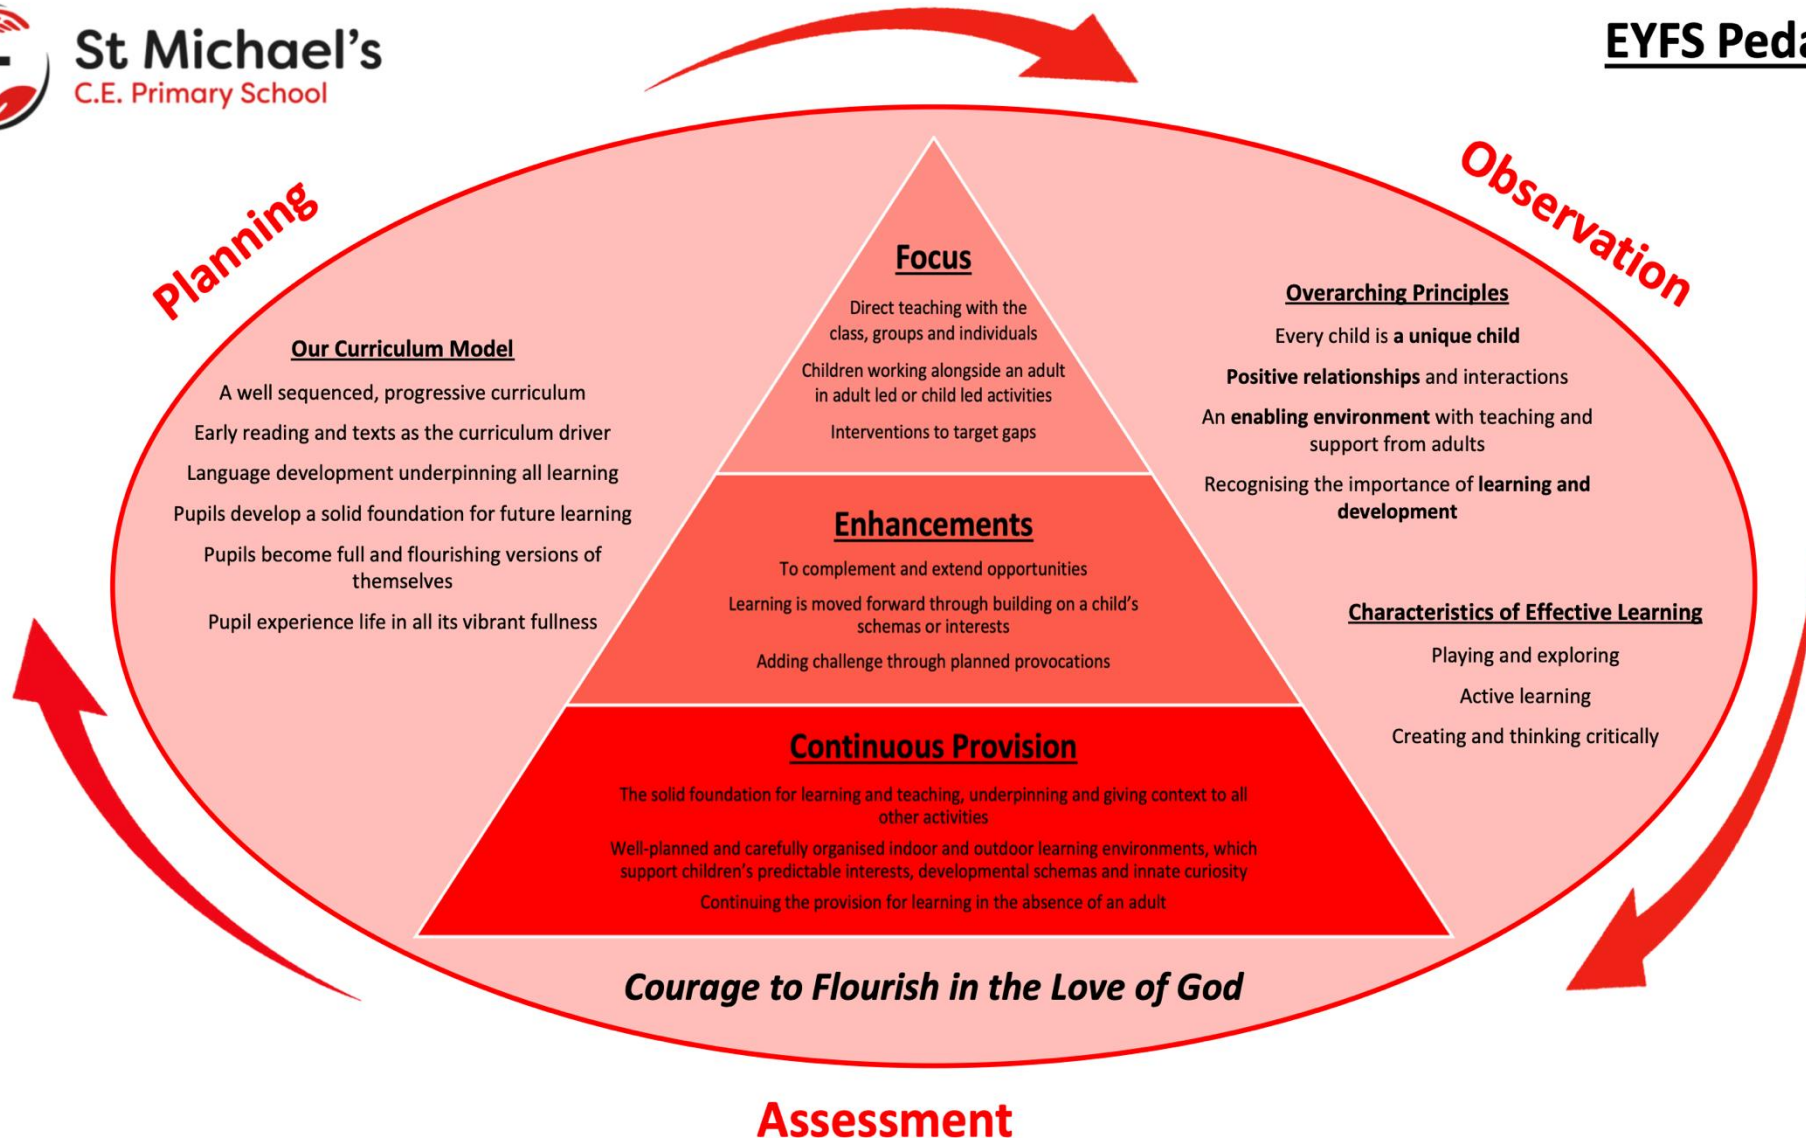 St Michael's
C.E. Primary School
EYFS
Planning
Observation
Focus
Direct teaching with the
class, groups and individuals
Children working alongside an adult
in adult led or child led activities
Interventions to target gaps
Our Curriculum Model
A well sequenced, progressive curriculum
Early reading and texts as the curriculum driver
Language development underpinning all learning
Pupils develop a solid foundation for future learning
Pupils become full and flourishing versions of
themselves
Pupil experience life in all its vibrant fullness
Overarching Principles
Every child is a unique child
Positive relationships and interactions
An enabling environment with teaching and
support from adults
Recognising the importance of learning and
development
Enhancements
To complement and extend opportunities
Learning is moved forward through building on a child's
schemas or interests
Adding challenge through planned provocations
Characteristics of Effective Learning
Playing and exploring
Active learning
Creating and thinking critically
Continuous Provision
The solid foundation for learning and teaching, underpinning and giving context to all
other activities
Well-planned and carefully organised indoor and outdoor learning environments, which
support children's predictable interests, developmental schemas and innate curiosity
Continuing the provision for learning in the absence of an adult
Courage to Flourish in the Love of God
Assessment